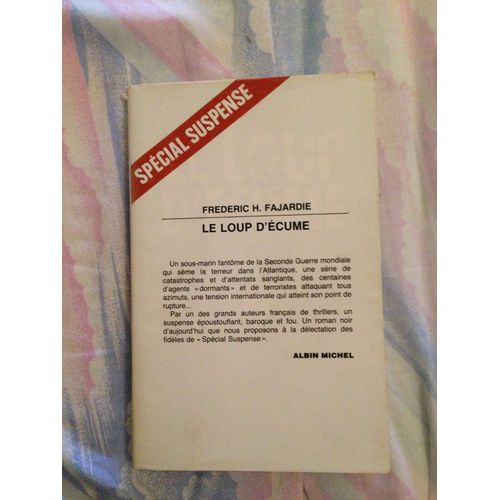 SPÉCIAL SUSPENSE
FREDERIC H. FAJARDIE
LE LOUP D'ÉCUME
Un sous-marin fantôme de la Seconde Guerre mondiale
qui sème la terreur dans l'Atlantique, une série de
catastrophes et d'attentats sanglants, des centaines
d'agents « dormants » et de terroristes attaquant tous
azimuts, une tension internationale qui atteint son point de
rupture...
Par un des grands auteurs français de thrillers, un
suspense époustouflant, baroque et fou. Un roman noir
d'aujourd'hui que nous proposons à la délectation des
fidèles de « Spécial Suspense ».
ALBIN MICHEL